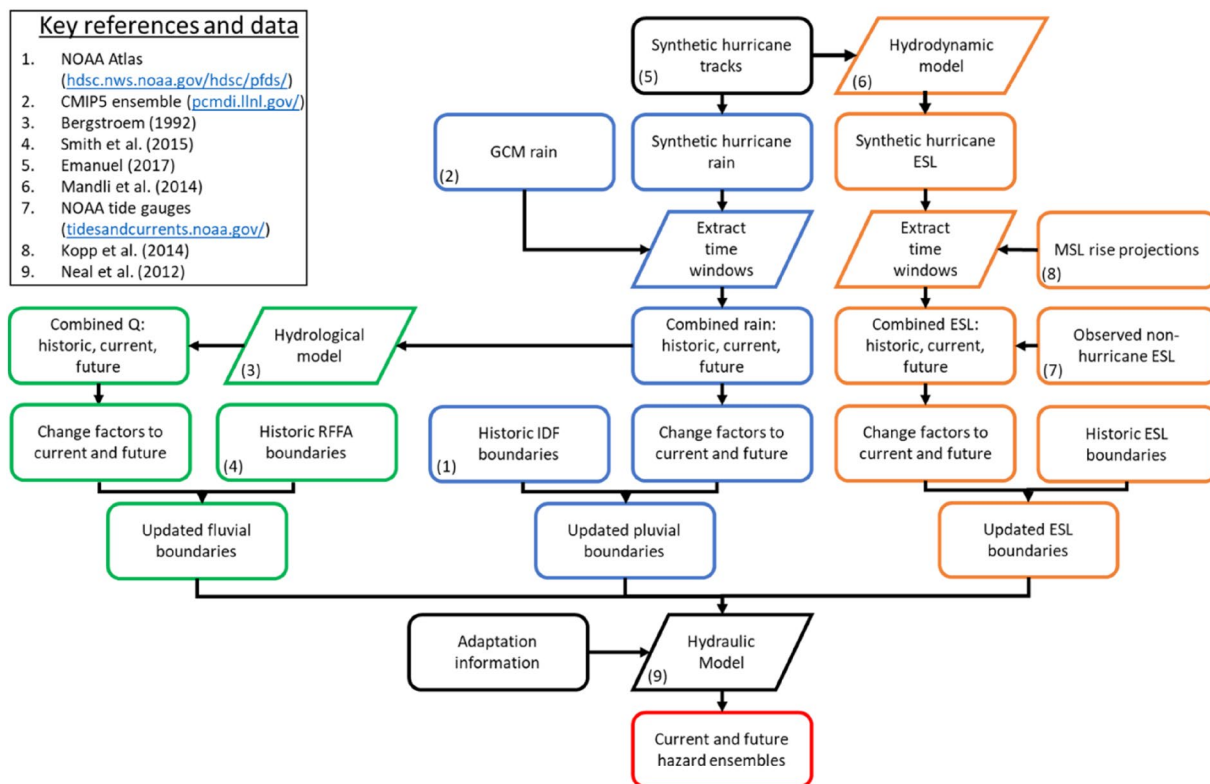 Key references and data
1. NOAA Atlas
(hdsc.nws.noaa.gov/hdsc/pfds/)
2. CMIP5 ensemble (pcmdi.llnl.gov/)
3. Bergstroem (1992)
4. Smith et al. (2015)
5. Emanuel (2017)
6. Mandli et al. (2014)
7. NOAA tide gauges
(tidesandcurrents.noaa.gov/)
8. Kopp et al. (2014)
9. Neal et al. (2012)
Synthetic hurricane
tracks
(5)
Hydrodynamic
model
(6)
GCM rain
(2)
Synthetic hurricane
rain
Synthetic hurricane
ESL
Extract
time
windows
Extract
time
windows
MSL rise projections
(8)
Combined Q:
historic, current,
future
Hydrological
model
(3)
Combined rain:
historic, current,
future
Combined ESL:
historic, current,
future
Observed non-
hurricane ESL
(7)
Change factors to
current and future
Historic RFFA
boundaries
(4)
Historic IDF
boundaries
(1)
Change factors to
current and future
Change factors to
current and future
Historic ESL
boundaries
Updated fluvial
boundaries
Updated pluvial
boundaries
Updated ESL
boundaries
Adaptation
information
Hydraulic
Model
(9)
Current and future
hazard ensembles